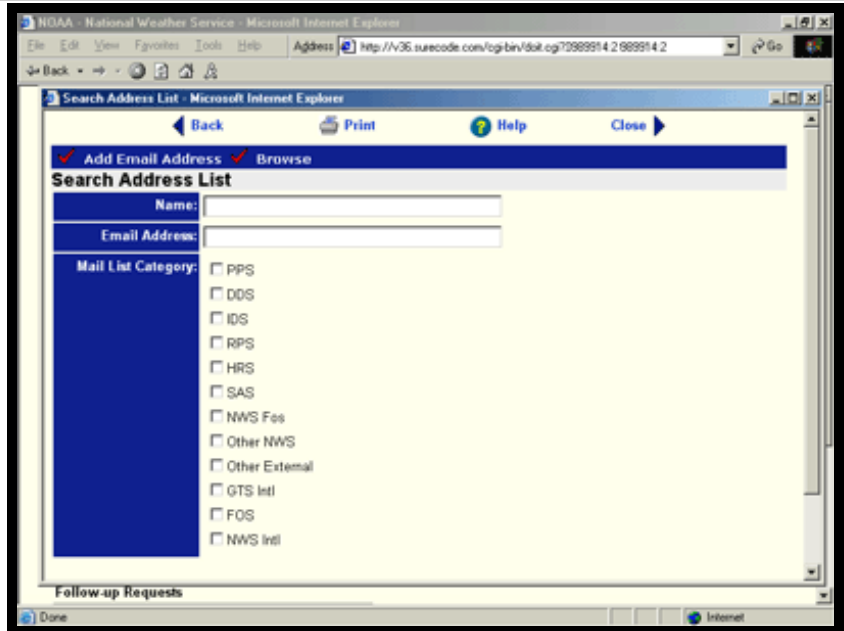 NOAA - National Weather Service - Microsoft Internet Explorer
File Edit View Favorites Tools Help Address http://v36.surecode.com/cgi-bin/doit.cgi?0989914:2:989914:2 Go
Back
Search Address List - Microsoft Internet Explorer
Back Print Help Close
Add Email Address Browse
Search Address List
Name:
Email Address:
Mail List Category:
PPS
DDS
IDS
RPS
HRS
SAS
NWS Fos
Other NWS
Other External
GTS Intl
FOS
NWS Intl
Follow-up Requests
Done Internet